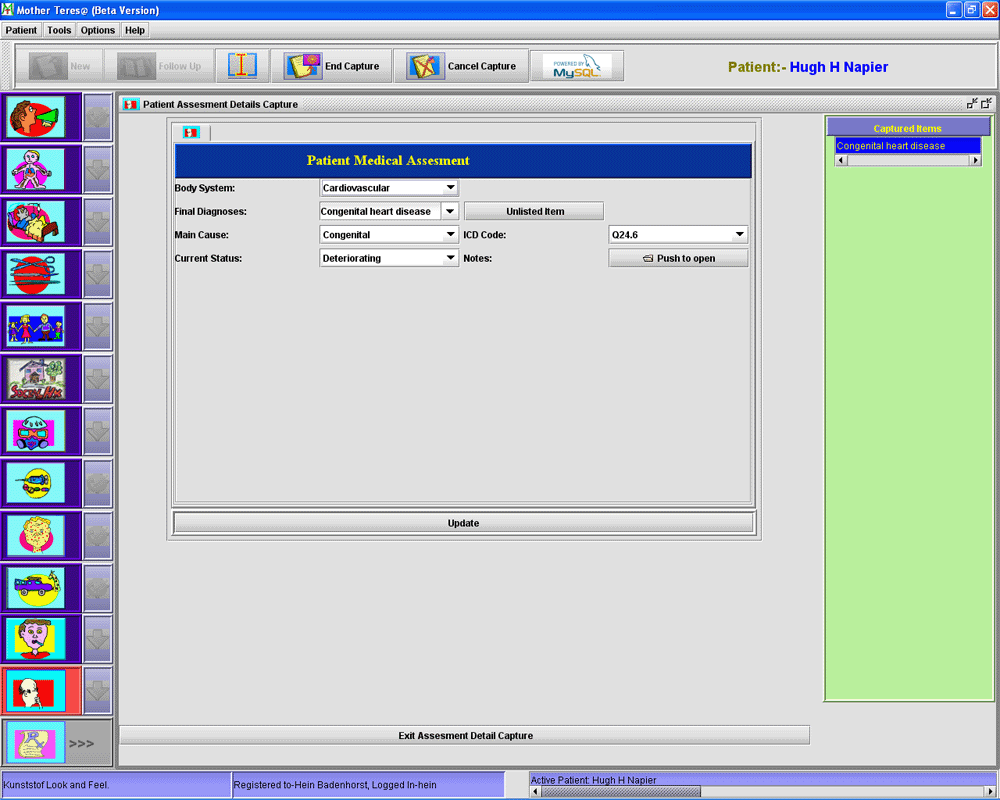 Mother Teres@ (Beta Version)
Patient Tools Options Help
New Follow Up End Capture Cancel Capture POWERED BY MySQL Patient:- Hugh H Napier
Patient Assesment Details Capture
Captured Items
Congenital heart disease
Patient Medical Assesment
Body System: Cardiovascular
Final Diagnoses: Congenital heart disease Unlisted Item
Main Cause: Congenital ICD Code: Q24.6
Current Status: Deteriorating Notes: Push to open
Update
Exit Assesment Detail Capture
>>>
Kunststof Look and Feel. Registered to-Hein Badenhorst, Logged In-hein Active Patient: Hugh H Napier